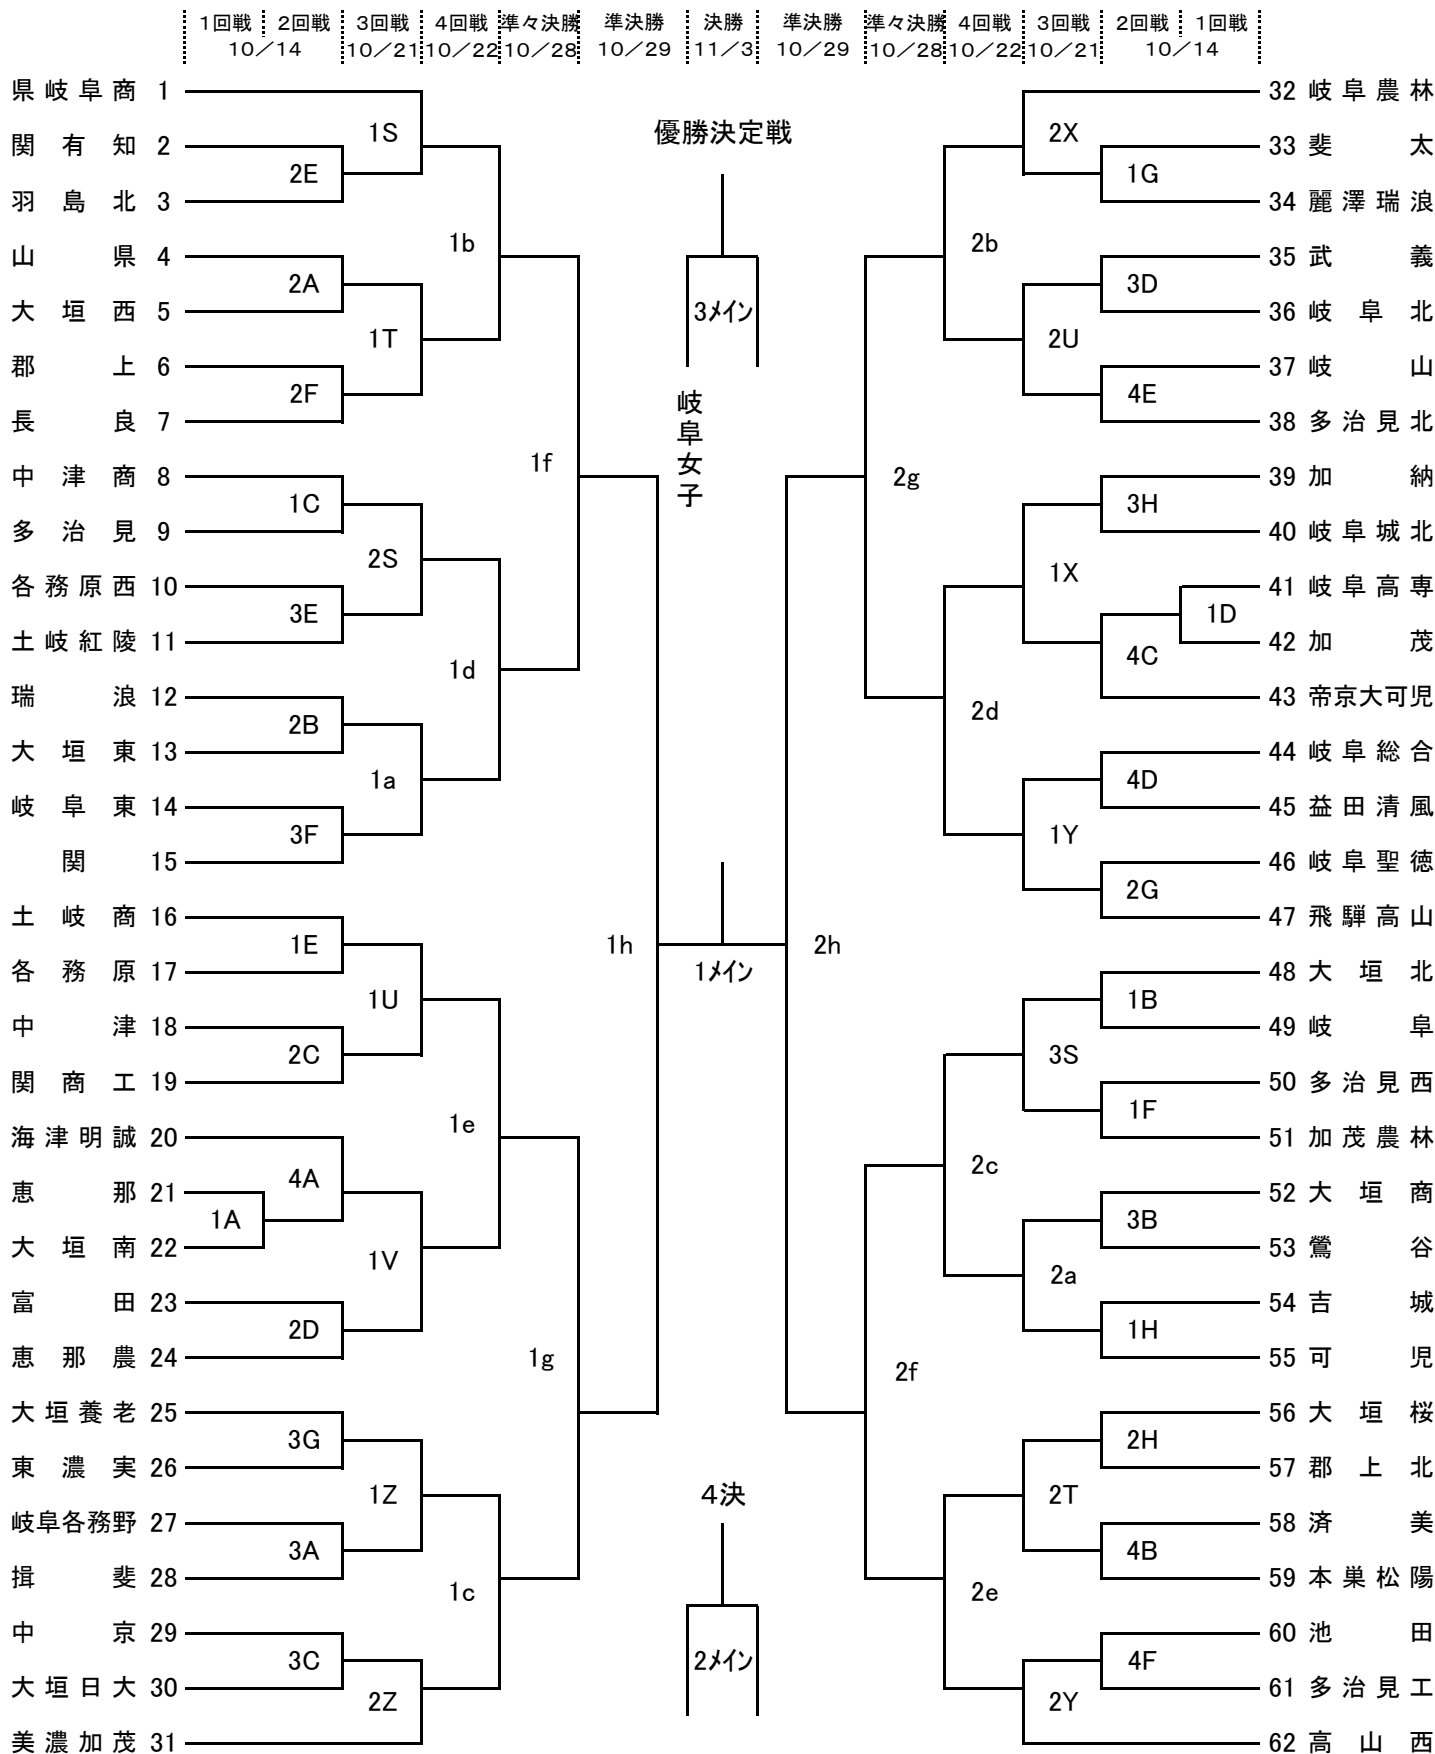 1回戦 2回戦 3回戦 4回戦 準々決勝 準決勝 決勝 準決勝 準々決勝 4回戦 3回戦 2回戦 1回戦
10／14 10／21 10／22 10／28 10／29 11／3 10／29 10／28 10／22 10／21 10／14
県岐阜商 1 32 岐阜農林
1S 優勝決定戦 2X
関有知 2 33 斐太
2E 1G
羽島北 3 34 麗澤瑞浪
1b 2b
山県 4 35 武義
2A 3D
大垣西 5 3メイン 36 岐阜北
1T 2U
郡上 6 37 岐山
2F 4E
長良 7 38 多治見北
岐阜女子
1f 2g
中津商 8 39 加納
1C 3H
多治見 9 40 岐阜城北
2S 1X
各務原西 10 41 岐阜高専
3E 1D
土岐紅陵 11 42 加茂
1d 4C
瑞浪 12 43 帝京大可児
2B 2d
大垣東 13 44 岐阜総合
1a 4D
岐阜東 14 45 益田清風
3F 1Y
関 15 46 岐阜聖徳
2G
土岐商 16 47 飛騨高山
1E 1h 2h
各務原 17 1メイン 48 大垣北
1U 1B
中津 18 49 岐阜
2C 3S
関商工 19 50 多治見西
1e 1F
海津明誠 20 51 加茂農林
4A 2c
恵那 21 52 大垣商
1A 3B
大垣南 22 53 鶯谷
1V 2a
富田 23 54 吉城
2D 1H
恵那農 24 55 可児
1g 2f
大垣養老 25 56 大垣桜
3G 2H
東濃実 26 57 郡上北
1Z 4決 2T
岐阜各務野 27 58 済美
3A 4B
揖斐 28 59 本巣松陽
1c 2e
中京 29 60 池田
3C 2メイン 4F
大垣日大 30 61 多治見工
2Z 2Y
美濃加茂 31 62 高山西